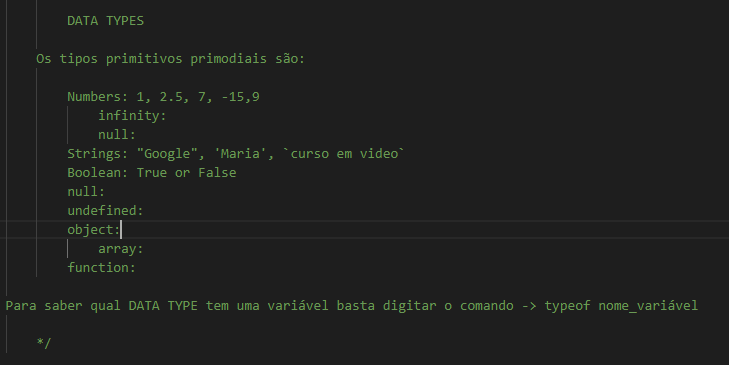 DATA TYPES
Os tipos primitivos primodiais são:
Numbers: 1, 2.5, 7, -15,9
infinity:
null:
Strings: "Google", 'Maria', `curso em video`
Boolean: True or False
null:
undefined:
object:
array:
function:
Para saber qual DATA TYPE tem uma variável basta digitar o comando -> typeof nome_variável
*/